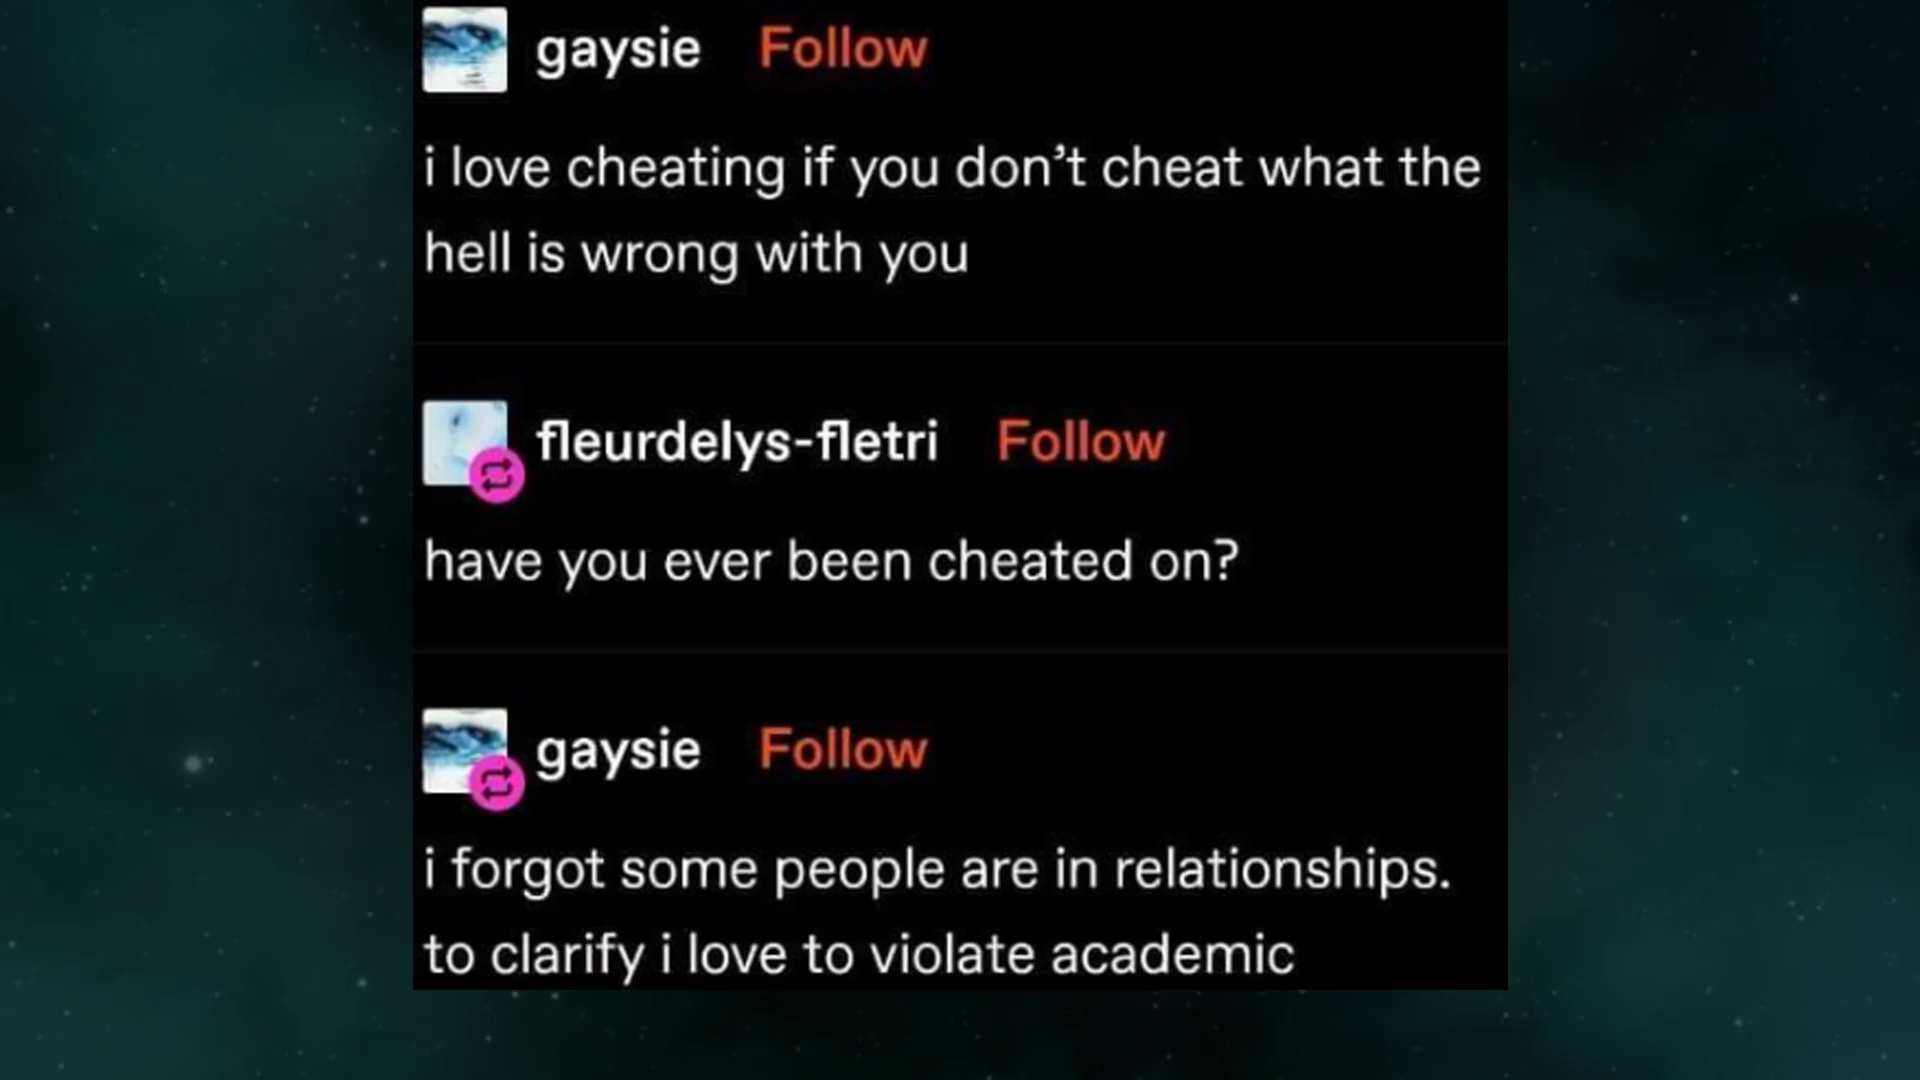 gaysie Follow
i love cheating if you don’t cheat what the
hell is wrong with you
fleurdelys-fletri Follow
have you ever been cheated on?
gaysie Follow
i forgot some people are in relationships.
to clarify i love to violate academic